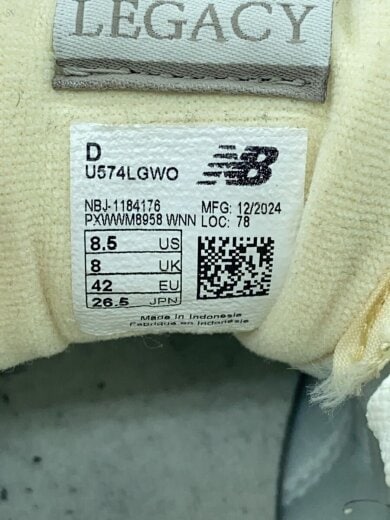 LEGACY
D
U574LGWO
NB
NBJ-1184176 MFG: 12/2024
PXWWM8958 WNN LOC: 78
8.5 US
8 UK
42 EU
26.5 JPN
Made in Indonesia
Fabriqué en Indonésie